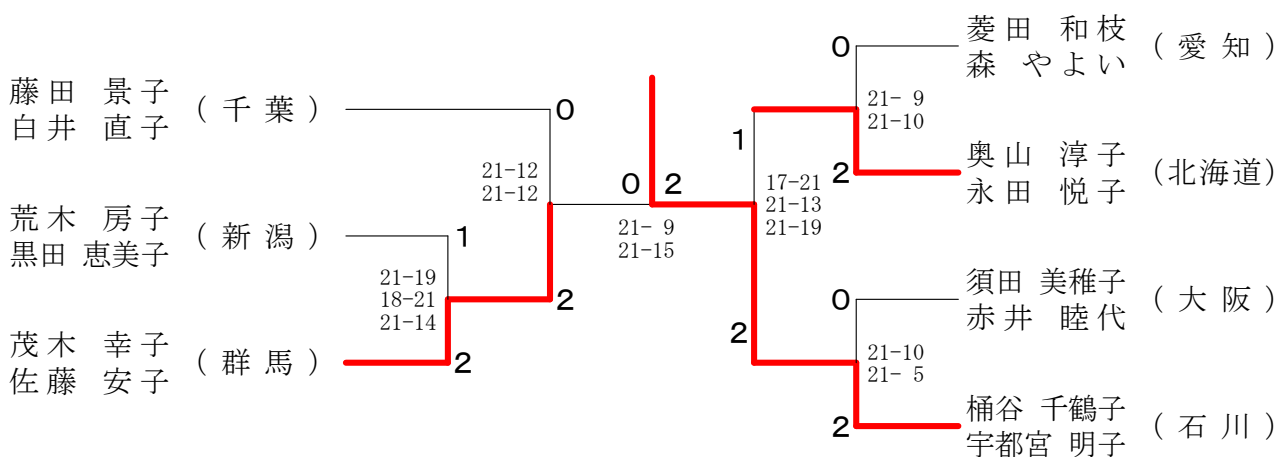 藤田 景子
白井 直子
(千葉)
荒木 房子
黒田 恵美子
(新潟)
茂木 幸子
佐藤 安子
(群馬)
0
21-12
21-12
1
21-19
18-21
21-14
2
2
0
2
21- 9
21-15
1
17-21
21-13
21-19
2
0
21- 9
21-10
2
0
21-10
21- 5
2
菱田 和枝
森 やよい
(愛知)
奥山 淳子
永田 悦子
(北海道)
須田 美稚子
赤井 睦代
(大阪)
桶谷 千鶴子
宇都宮 明子
(石川)